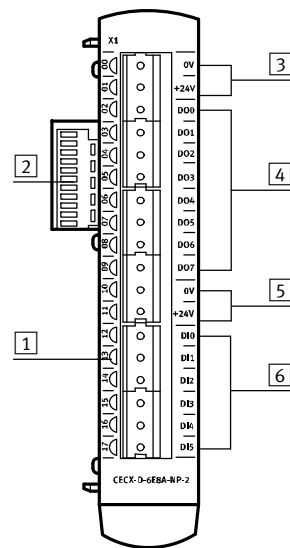 X1
00 0V
01 +24V
02 DO0
03 DO1
04 DO2
05 DO3
06 DO4
07 DO5
08 DO6
09 DO7
10 0V
11 +24V
12 DI0
13 DI1
14 DI2
15 DI3
16 DI4
17 DI5
CECX-D-6E8A-NP-2
1
2
3
4
5
6